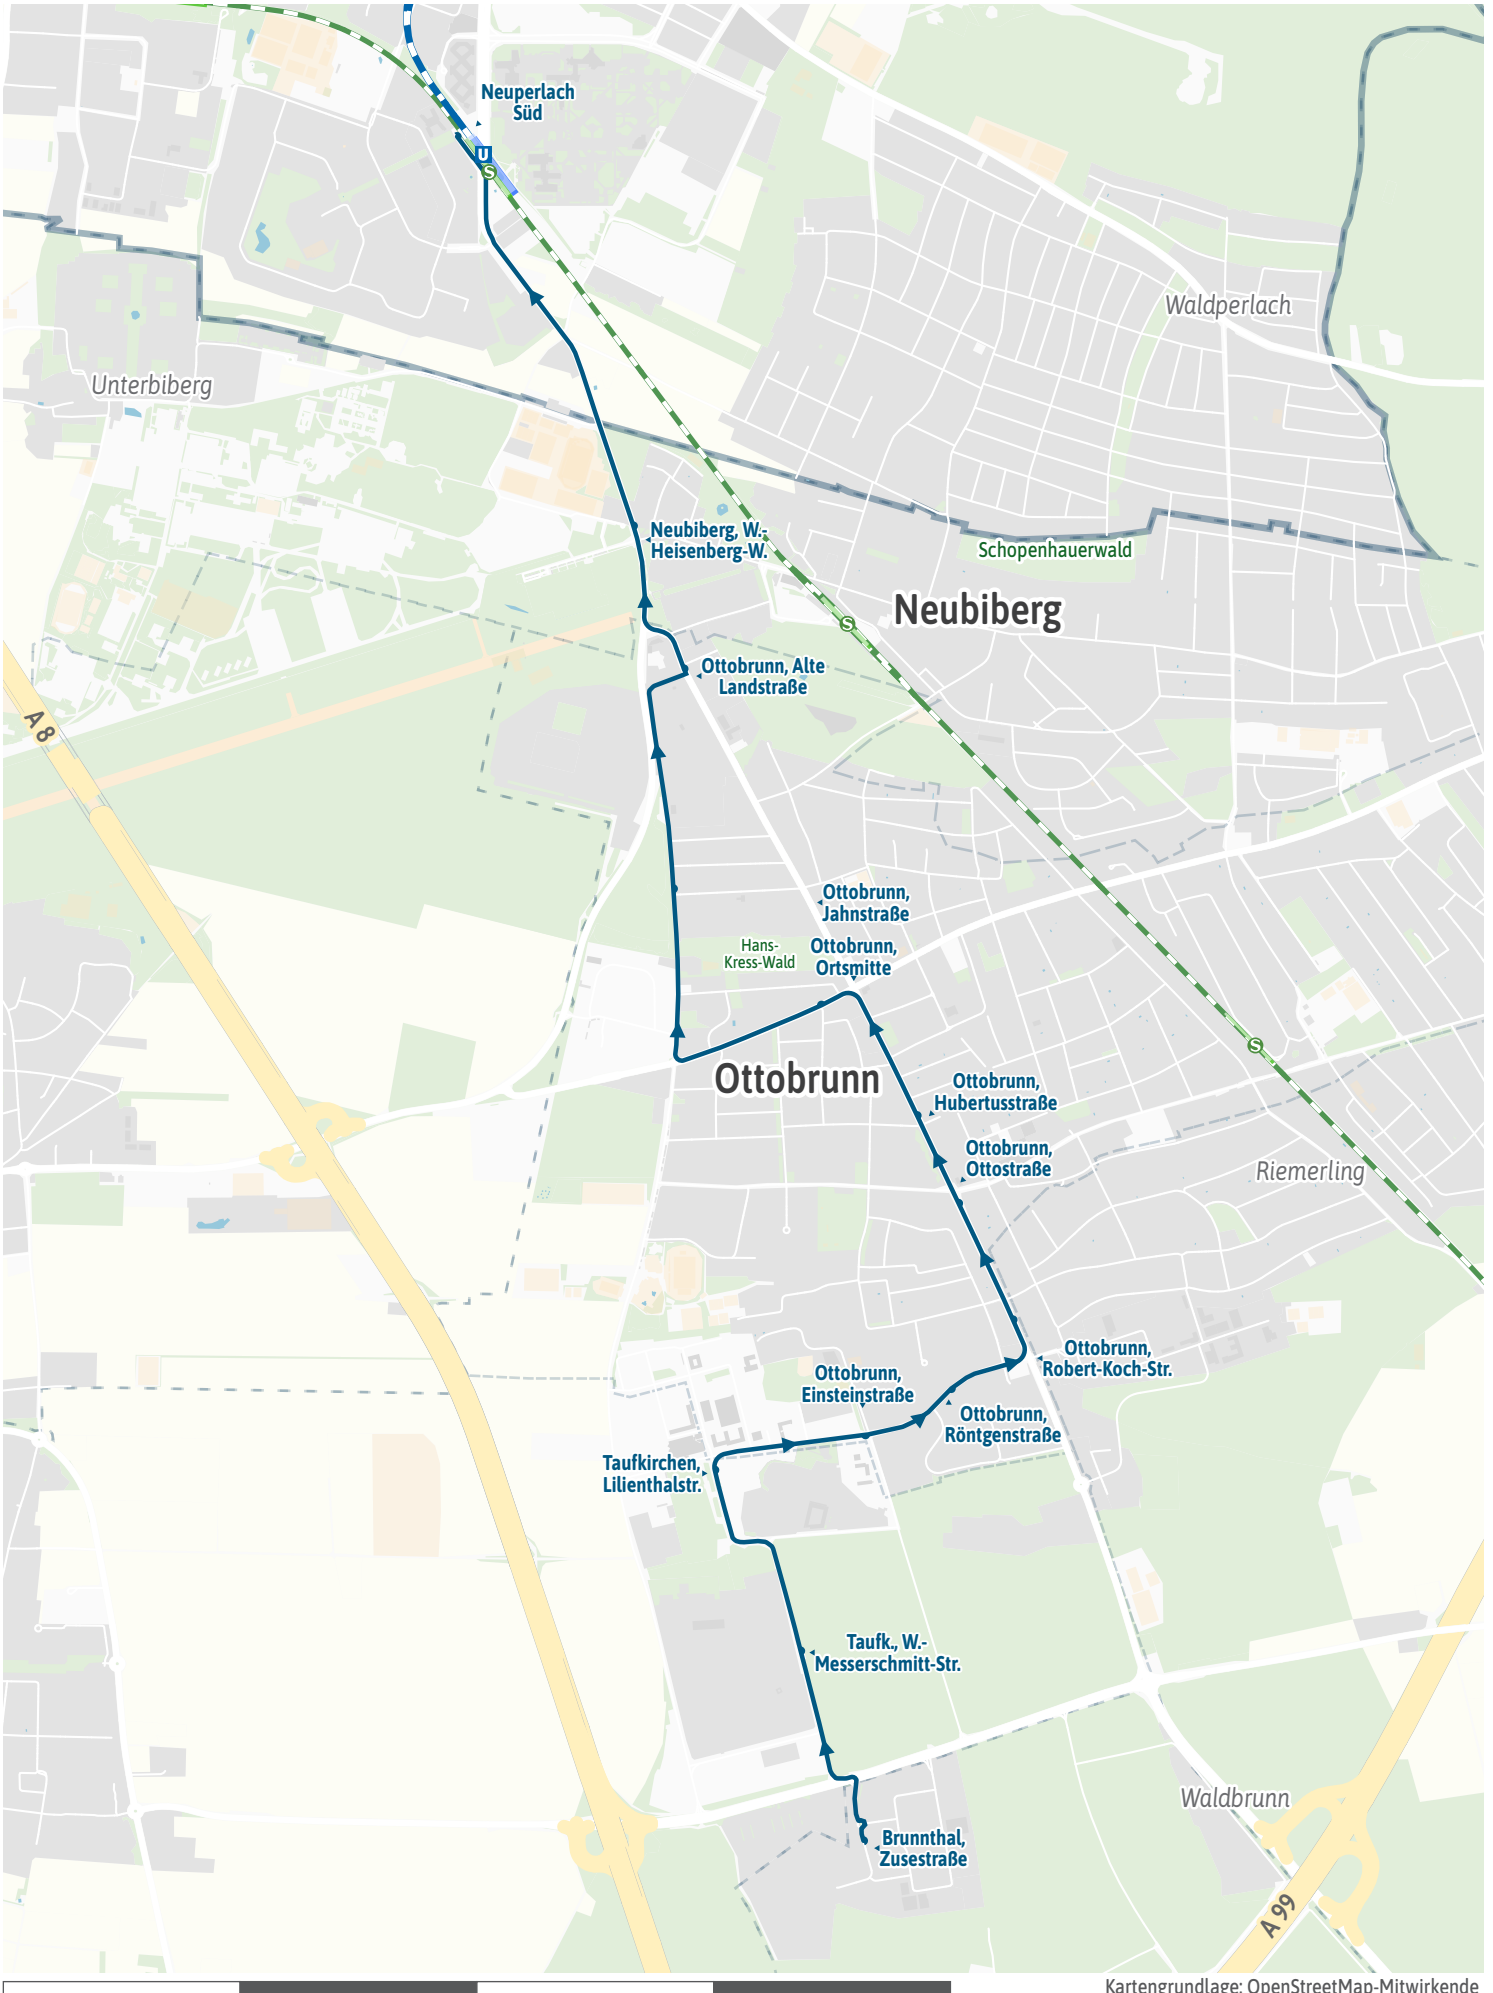 Neuperlach
Süd
U
S
Waldperlach
Unterbiberg
Neubiberg, W.-
Heisenberg-W.
Schopenhauerwald
Neubiberg
S
Ottobrunn, Alte
Landstraße
A 8
Ottobrunn,
Jahnstraße
Hans-
Kress-Wald
Ottobrunn,
Ortsmitte
S
Ottobrunn
Ottobrunn,
Hubertusstraße
Ottobrunn,
Ottostraße
Riemerling
Ottobrunn,
Robert-Koch-Str.
Ottobrunn,
Einsteinstraße
Ottobrunn,
Röntgenstraße
Taufkirchen,
Lilienthalstr.
Taufk., W.-
Messerschmitt-Str.
Waldbrunn
Brunnthal,
Zusestraße
A 99
Kartengrundlage: OpenStreetMap-Mitwirkende